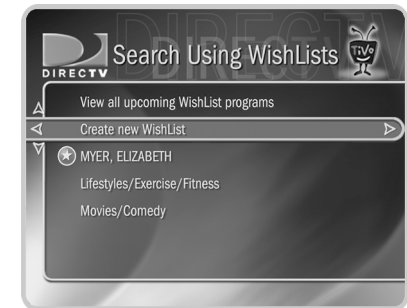 DIRECTV
Search Using WishLists
TiVo
DIRECTV
View all upcoming WishList programs
Create new WishList
MYER, ELIZABETH
Lifestyles/Exercise/Fitness
Movies/Comedy